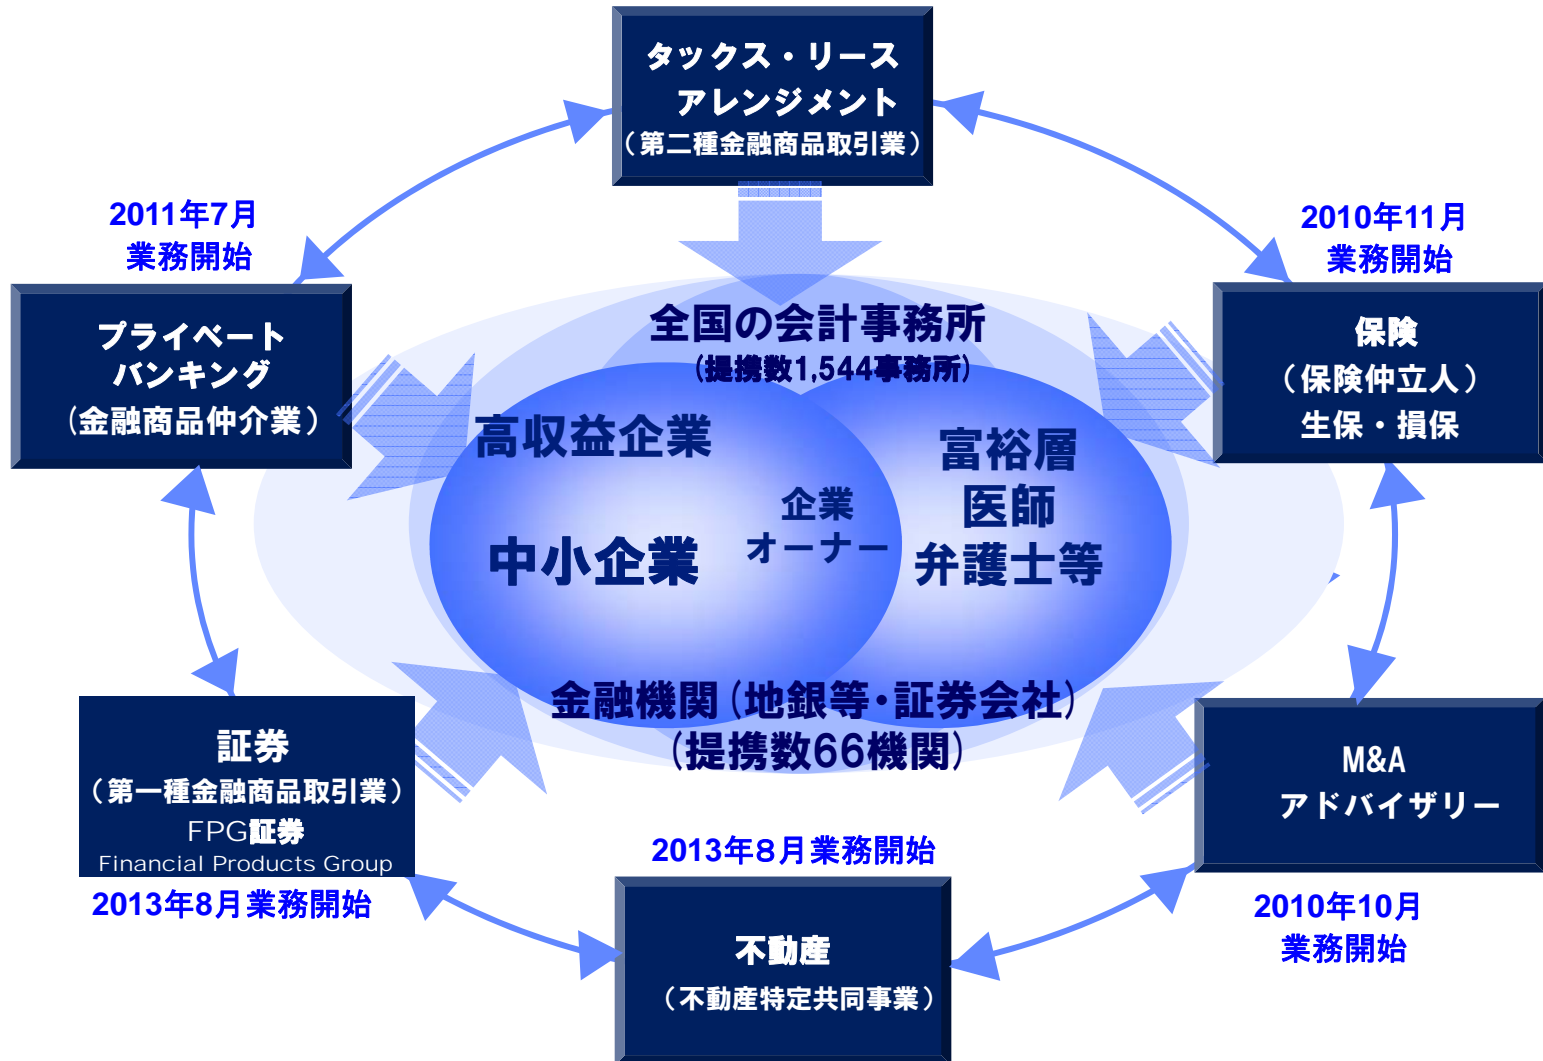 タックス・リース
アレンジメント
（第二種金融商品取引業）
2011年7月
業務開始
2010年11月
業務開始
プライベート
バンキング
(金融商品仲介業）
保険
（保険仲立人）
生保・損保
全国の会計事務所
(提携数1,544事務所)
高収益企業
中小企業
企業
オーナー
富裕層
医師
弁護士等
金融機関(地銀等・証券会社)
(提携数66機関)
証券
（第一種金融商品取引業）
FPG証券
Financial Products Group
2013年8月業務開始
M&A
アドバイザリー
2010年10月
業務開始
2013年８月業務開始
不動産
（不動産特定共同事業）